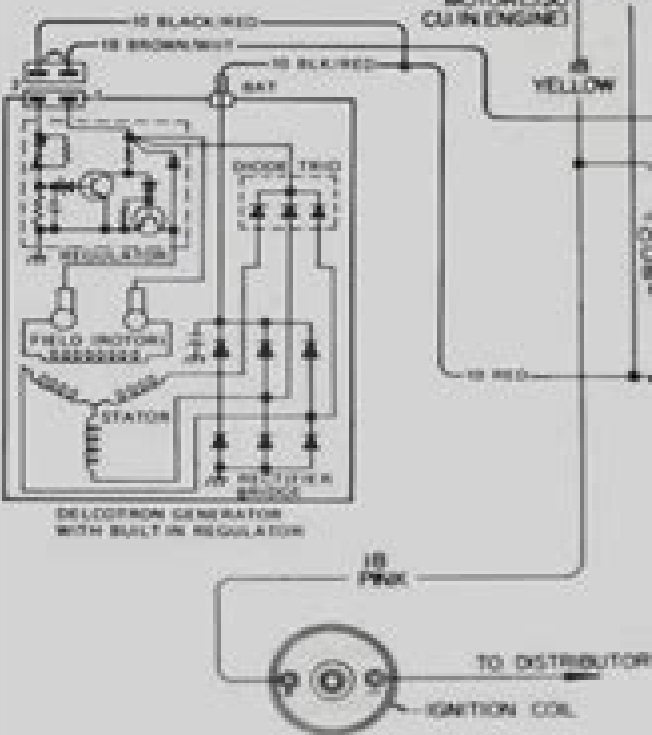 CU IN ENGINE)
10 BLACK/RED
18 BROWN/WHT
10 BLK/RED
BAT
18
YELLOW
DIODE TRIO
REGULATOR
FIELD (ROTOR)
10 RED
STATOR
RECTIFIER
BRIDGE
DELCOTRON GENERATOR
WITH BUILT IN REGULATOR
18
PINK
TO DISTRIBUTOR
IGNITION COIL